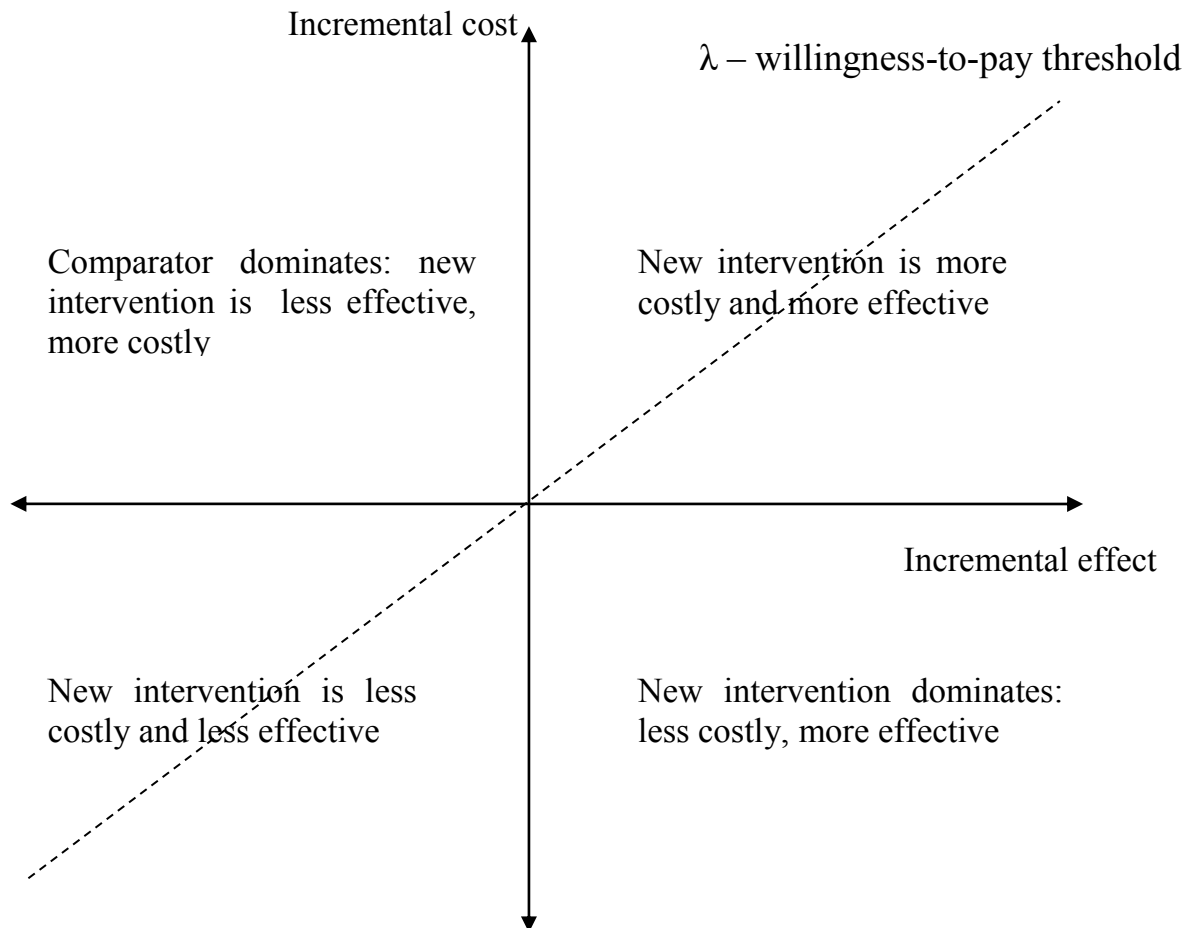 Incremental cost
λ – willingness-to-pay threshold
Comparator dominates: new
intervention is less effective,
more costly
New intervention is more
costly and more effective
Incremental effect
New intervention is less
costly and less effective
New intervention dominates:
less costly, more effective